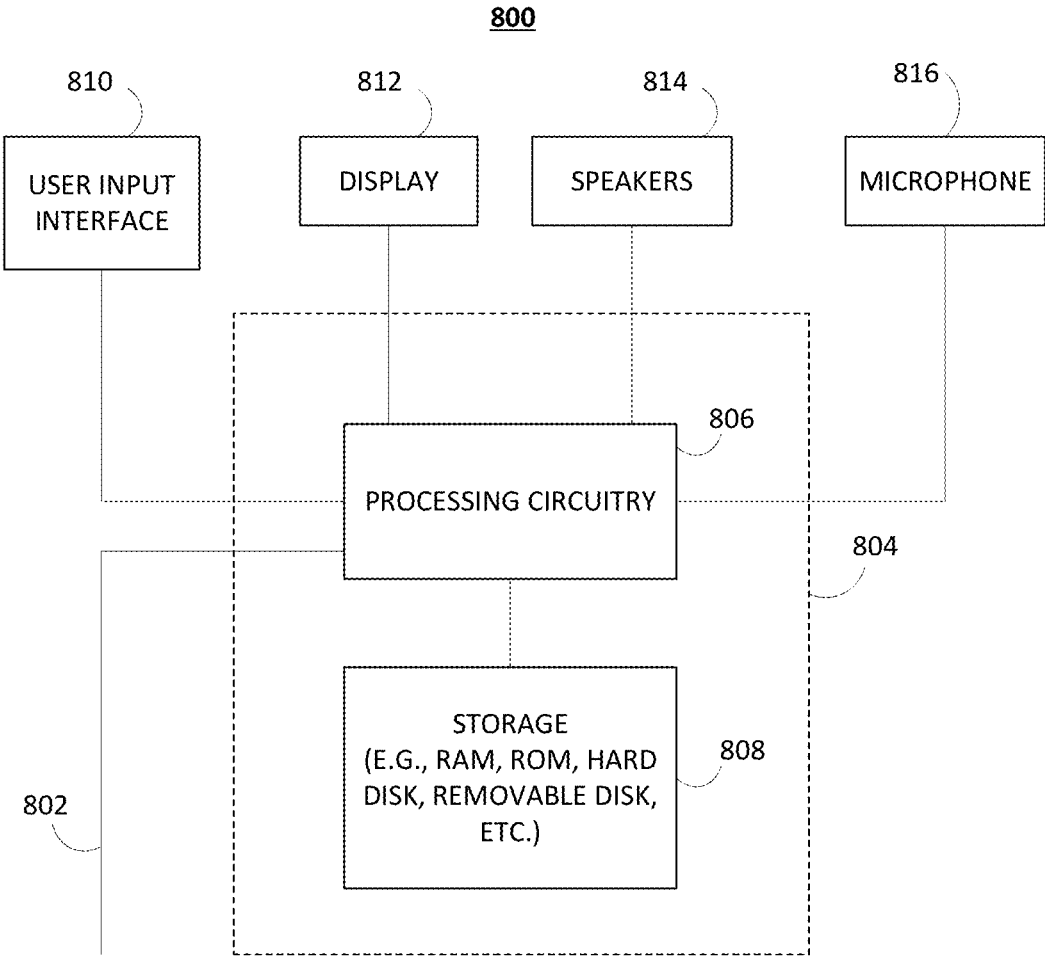 800
810
812
814
816
USER INPUT
INTERFACE
DISPLAY
SPEAKERS
MICROPHONE
806
PROCESSING CIRCUITRY
804
STORAGE
(E.G., RAM, ROM, HARD
DISK, REMOVABLE DISK,
ETC.)
808
802